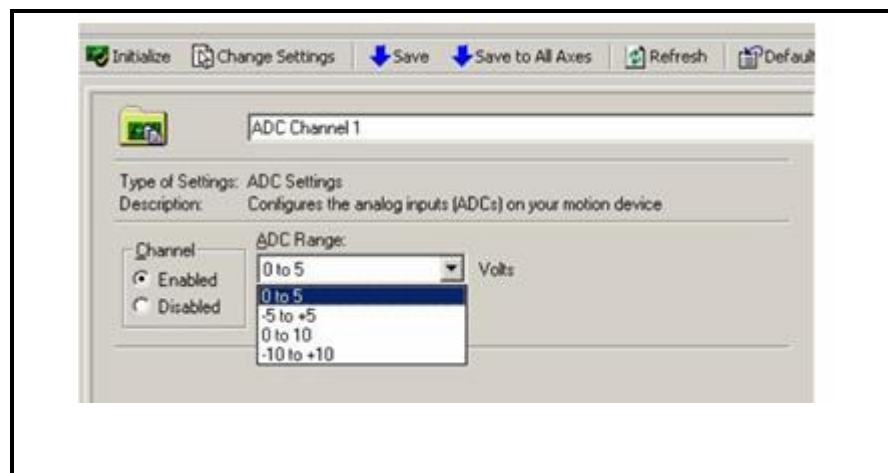 Initialize Change Settings Save Save to All Axes Refresh Defaul
ADC Channel 1
Type of Settings: ADC Settings
Description: Configures the analog inputs (ADCs) on your motion device
Channel
Enabled
Disabled
ADC Range:
0 to 5 Volts
0 to 5
-5 to +5
0 to 10
-10 to +10